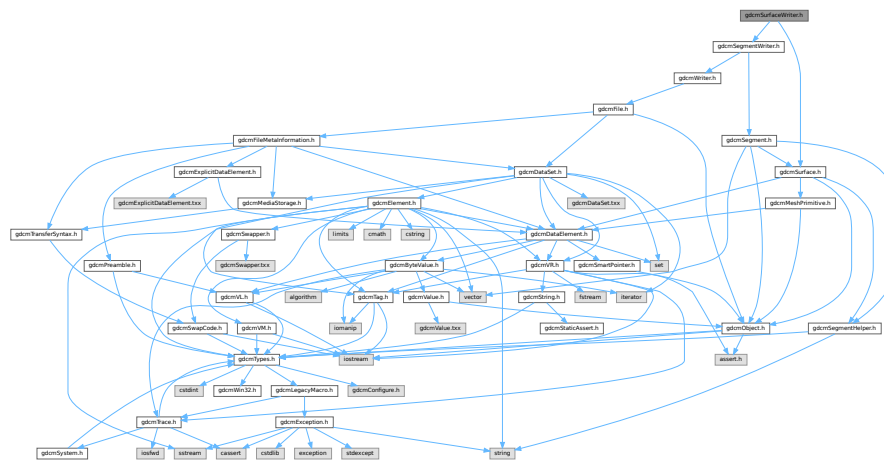 gdcmSurfaceWriter.h
gdcmSegmentWriter.h
gdcmWriter.h
gdcmFile.h
gdcmFileMetaInformation.h
gdcmSegment.h
gdcmExplicitDataElement.h
gdcmDataSet.h
gdcmSurface.h
gdcmExplicitDataElement.txx
gdcmMediaStorage.h
gdcmElement.h
gdcmDataSet.txx
gdcmMeshPrimitive.h
gdcmTransferSyntax.h
gdcmSwapper.h
limits
cmath
cstring
gdcmDataElement.h
gdcmPreamble.h
gdcmSwapper.txx
gdcmByteValue.h
gdcmVR.h
gdcmSmartPointer.h
set
gdcmVL.h
algorithm
gdcmTag.h
gdcmValue.h
vector
gdcmString.h
fstream
iterator
gdcmSwapCode.h
gdcmVM.h
iomanip
gdcmValue.txx
gdcmStaticAssert.h
gdcmObject.h
gdcmSegmentHelper.h
gdcmTypes.h
iostream
assert.h
cstdint
gdcmWin32.h
gdcmLegacyMacro.h
gdcmConfigure.h
gdcmTrace.h
gdcmException.h
gdcmSystem.h
iosfwd
sstream
cassert
cstdlib
exception
stdexcept
string